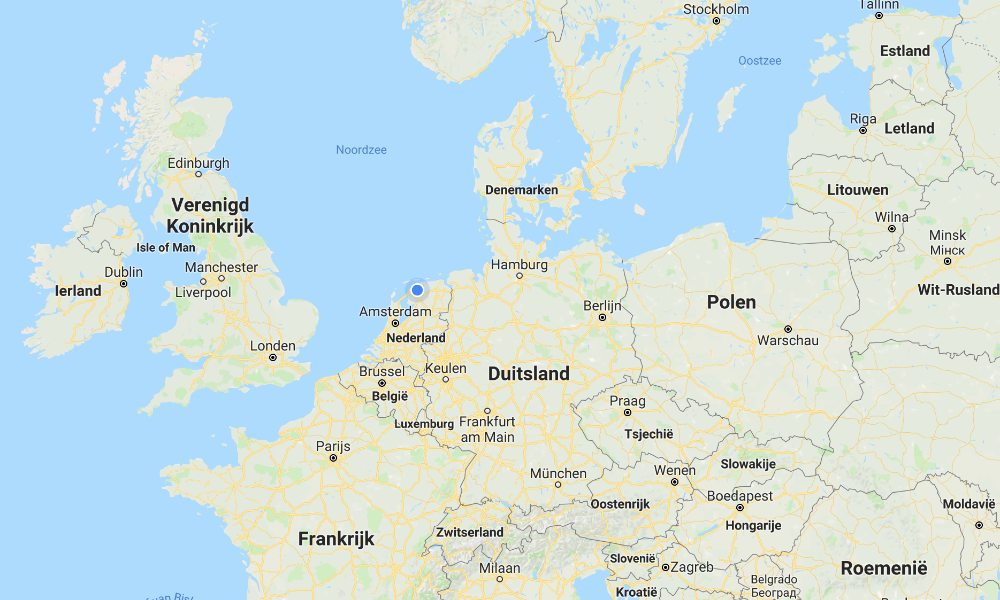 Stockholm
Tallinn
Estland
Oostzee
Riga
Letland
Noordzee
Edinburgh
Denemarken
Litouwen
Verenigd
Koninkrijk
Wilna
Isle of Man
Minsk
Мінск
Manchester
Hamburg
Dublin
Ierland
Liverpool
Wit-Rusland
Polen
Amsterdam
Berlijn
Nederland
Warschau
Londen
Brussel
Keulen
Duitsland
België
Praag
Luxemburg
Frankfurt
am Main
Tsjechië
Parijs
Slowakije
München
Wenen
Boedapest
Oostenrijk
Moldavië
Hongarije
Zwitserland
Frankrijk
Slovenië
Zagreb
Milaan
Roemenië
Belgrado
Београд
Kroatië